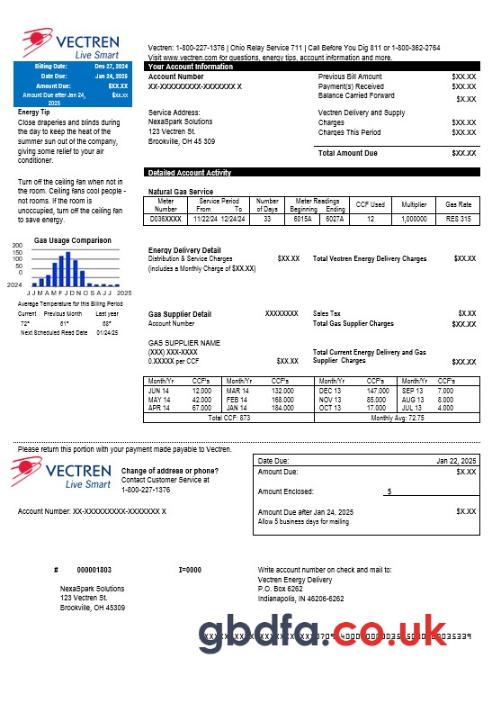 VECTREN
Live Smart
Vectren: 1-800-227-1376 | Ohio Relay Service 711 | Call Before You Dig 811 or 1-800-362-2764
Visit www.vectren.com for questions, energy tips, account information and more.
Billing Date: Dec 27, 2024
Date Due: Jan 24, 2025
Amount Due: $XX.XX
Amount Due after Jan 24, 2025 $xx.xx
Your Account Information
Account Number
XX-XXXXXXXXX-XXXXXXX X
Previous Bill Amount $XX.XX
Payment(s) Received $XX.XX
Balance Carried Forward $X.XX
Service Address:
NexaSpark Solutions
123 Vectren St.
Brookville, OH 45 309
Vectren Delivery and Supply
Charges $XX.XX
Charges This Period $XX.XX
Total Amount Due $XX.XX
Energy Tip
Close draperies and blinds during
the day to keep the heat of the
summer sun out of the company,
giving some relief to your air
conditioner.
Turn off the ceiling fan when not in
the room. Ceiling fans cool people -
not rooms. If the room is
unoccupied, turn off the ceiling fan
to save energy.
Detailed Account Activity
Natural Gas Service
Meter Number | Service Period From To | Number of Days | Meter Readings Beginning Ending | CCF Used | Multiplier | Gas Rate
D036XXXX | 11/22/24 12/24/24 | 33 | 6015A 6027A | 12 | 1,000000 | RES 315
Gas Usage Comparison
200
150
100
50
0
2024 J J M A M J J A S O N D J 2025
Average Temperature for this Billing Period
Current Previous Month Last year
72° 61° 68°
Next Scheduled Read Date 01/24/25
Energy Delivery Detail
Distribution & Service Charges $XX.XX
(includes a Monthly Charge of $XX.XX)
Total Vectren Energy Delivery Charges $XX.XX
Gas Supplier Detail XXXXXXXX
Account Number
Sales Tax $X.XX
Total Gas Supplier Charges $XX.XX
GAS SUPPLIER NAME
(XXX) XXX-XXXX
0.XXXXX per CCF $XX.XX
Total Current Energy Delivery and Gas
Supplier Charges $XX.XX
Month/Yr CCF's Month/Yr CCF's Month/Yr CCF's Month/Yr CCF's
JUN 14 12.000 MAR 14 132.000 DEC 13 147.000 SEP 13 7.000
MAY 14 42.000 FEB 14 168.000 NOV 13 85.000 AUG 13 8.000
APR 14 67.000 JAN 14 184.000 OCT 13 17.000 JUL 13 4.000
Total CCF: 873 Monthly Avg: 72.75
Please return this portion with your payment made payable to Vectren.
VECTREN
Live Smart
Change of address or phone?
Contact Customer Service at
1-800-227-1376
Account Number: XX-XXXXXXXXXX-XXXXXXX X
Date Due: Jan 22, 2025
Amount Due: $X.XX
Amount Enclosed: $
Amount Due after Jan 24, 2025 $X.XX
Allow 5 business days for mailing
# 000001803 I=0000
NexaSpark Solutions
123 Vectren St.
Brookville, OH 45309
Write account number on check and mail to:
Vectren Energy Delivery
P.O. Box 6262
Indianapolis, IN 46206-6262
gbdfa.co.uk